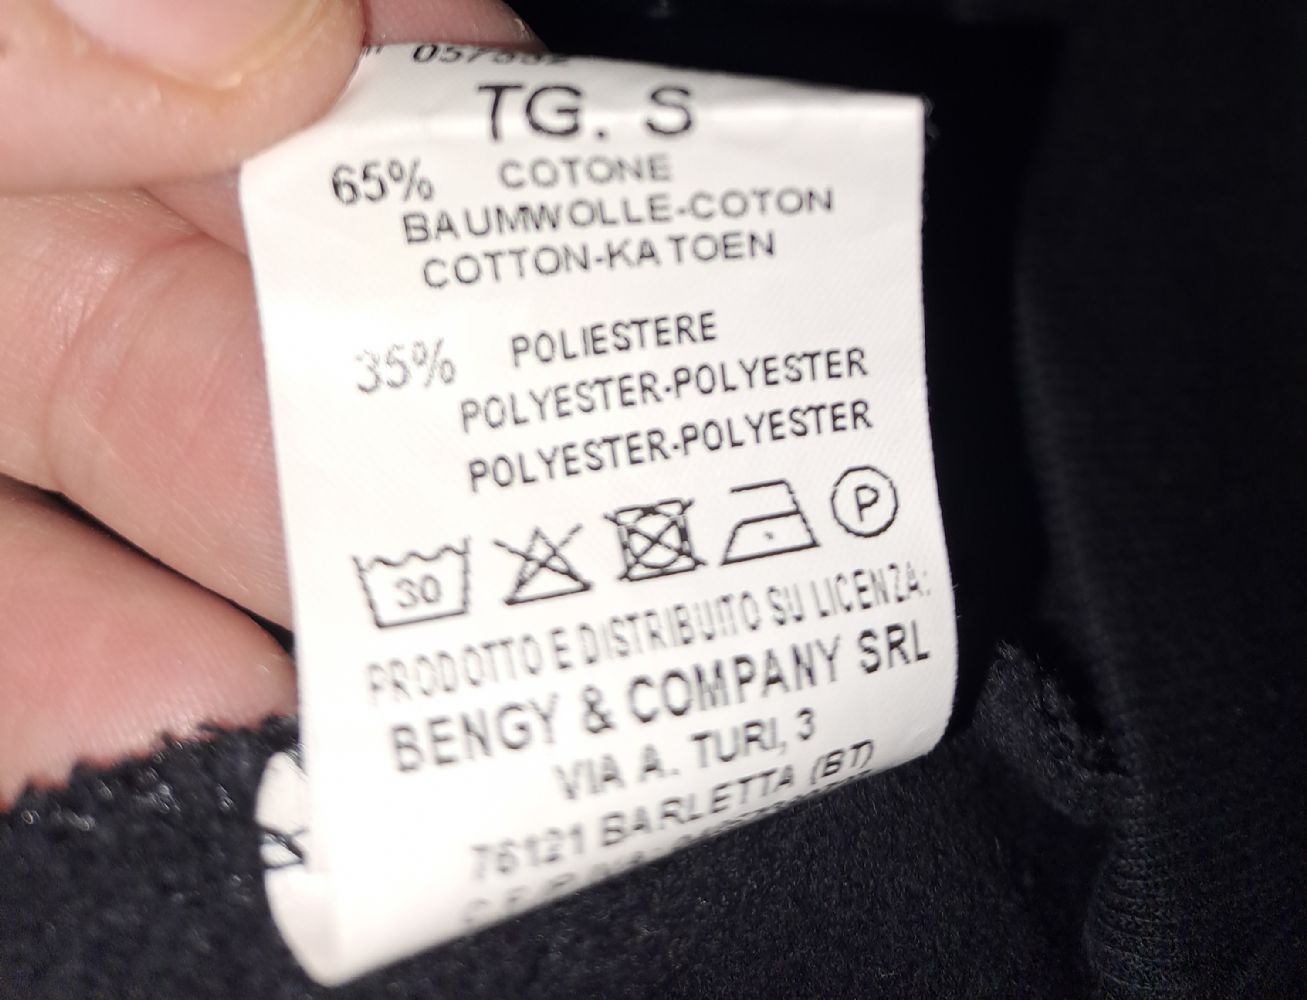 TG. S
65% COTONE
BAUMWOLLE-COTON
COTTON-KATOEN
35% POLIESTERE
POLYESTER-POLYESTER
POLYESTER-POLYESTER
30 P
PRODOTTO E DISTRIBUITO SU LICENZA:
BENGY & COMPANY SRL
VIA A. TURI, 3
76121 BARLETTA (BT)